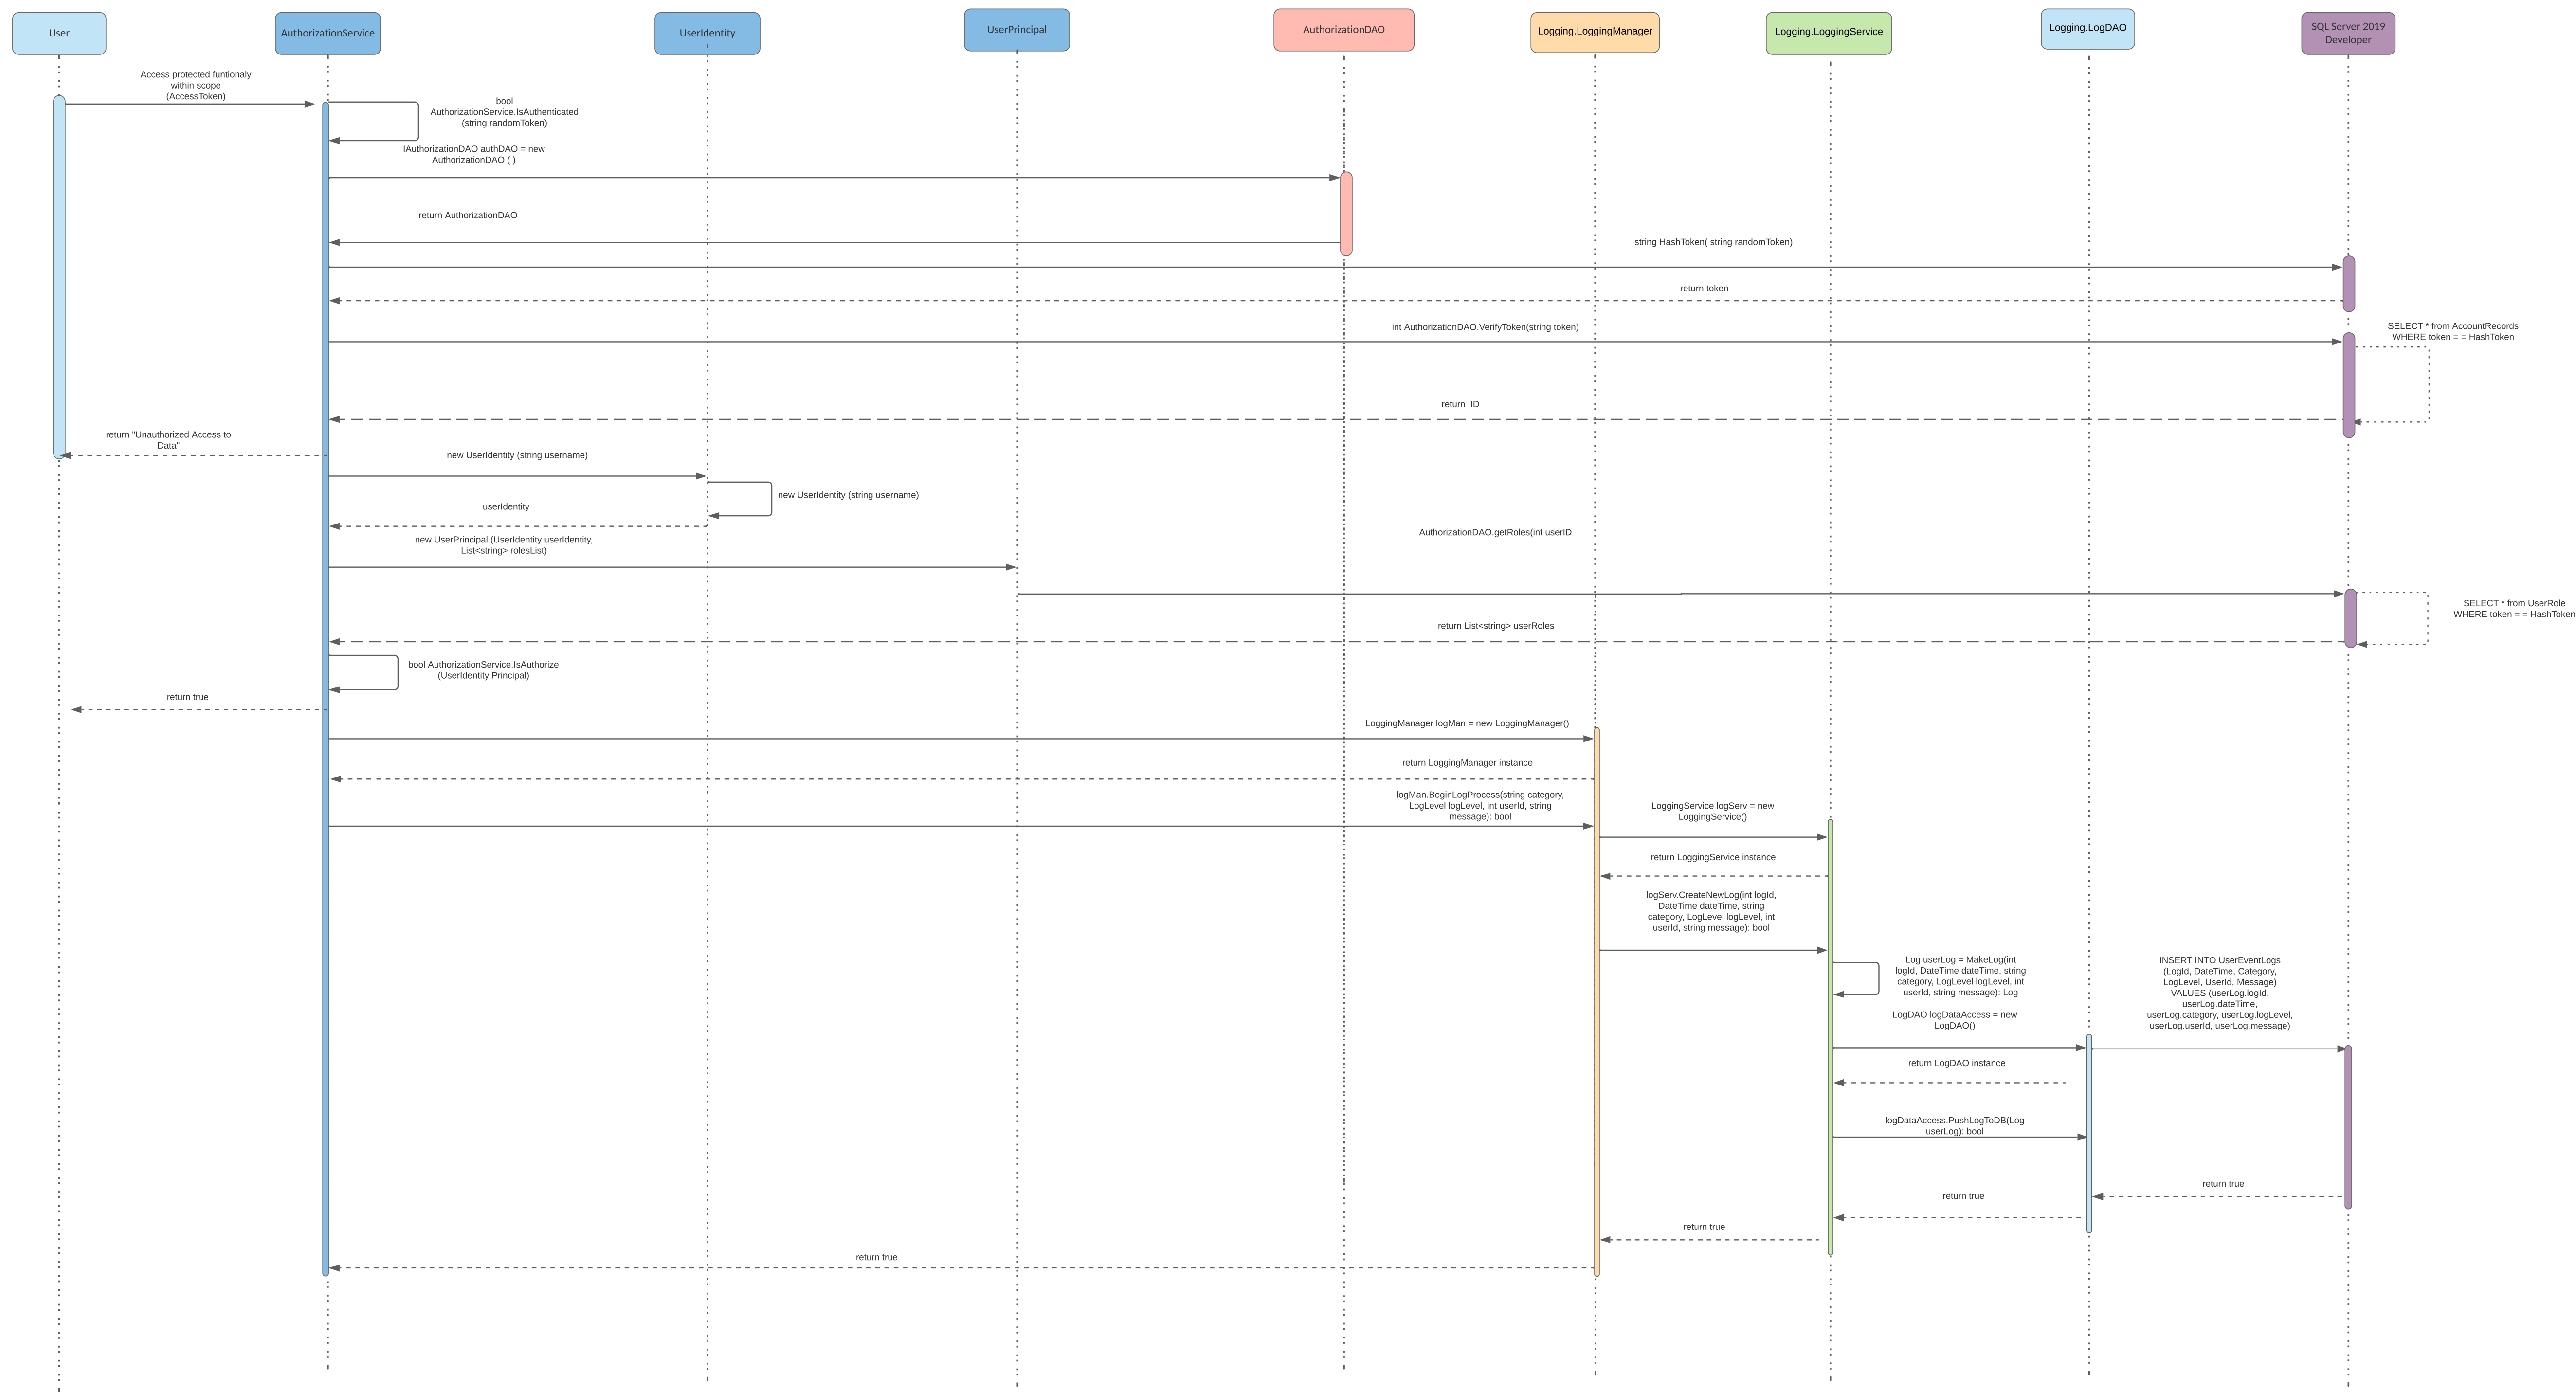 User
AuthorizationService
UserIdentity
UserPrincipal
AuthorizationDAO
Logging.LoggingManager
Logging.LoggingService
Logging.LogDAO
SQL Server 2019
Developer
Access protected funtionaly
within scope
(AccessToken)
bool
AuthorizationService.IsAuthenticated
(string randomToken)
IAuthorizationDAO authDAO = new
AuthorizationDAO ( )
return AuthorizationDAO
string HashToken( string randomToken)
return token
int AuthorizationDAO.VerifyToken(string token)
SELECT * from AccountRecords
WHERE token = = HashToken
return  ID
return "Unauthorized Access to
Data"
new UserIdentity (string username)
new UserIdentity (string username)
userIdentity
AuthorizationDAO.getRoles(int userID
new UserPrincipal (UserIdentity userIdentity,
List<string> rolesList)
SELECT * from UserRole
WHERE token = = HashToken
return List<string> userRoles
bool AuthorizationService.IsAuthorize
(UserIdentity Principal)
return true
LoggingManager logMan = new LoggingManager()
return LoggingManager instance
logMan.BeginLogProcess(string category,
LogLevel logLevel, int userId, string
message): bool
LoggingService logServ = new
LoggingService()
return LoggingService instance
logServ.CreateNewLog(int logId,
DateTime dateTime, string
category, LogLevel logLevel, int
userId, string message): bool
Log userLog = MakeLog(int
logId, DateTime dateTime, string
category, LogLevel logLevel, int
userId, string message): Log
INSERT INTO UserEventLogs
(LogId, DateTime, Category,
LogLevel, UserId, Message)
VALUES (userLog.logId,
userLog.dateTime,
userLog.category, userLog.logLevel,
userLog.userId, userLog.message)
LogDAO logDataAccess = new
LogDAO()
return LogDAO instance
logDataAccess.PushLogToDB(Log
userLog): bool
return true
return true
return true
return true